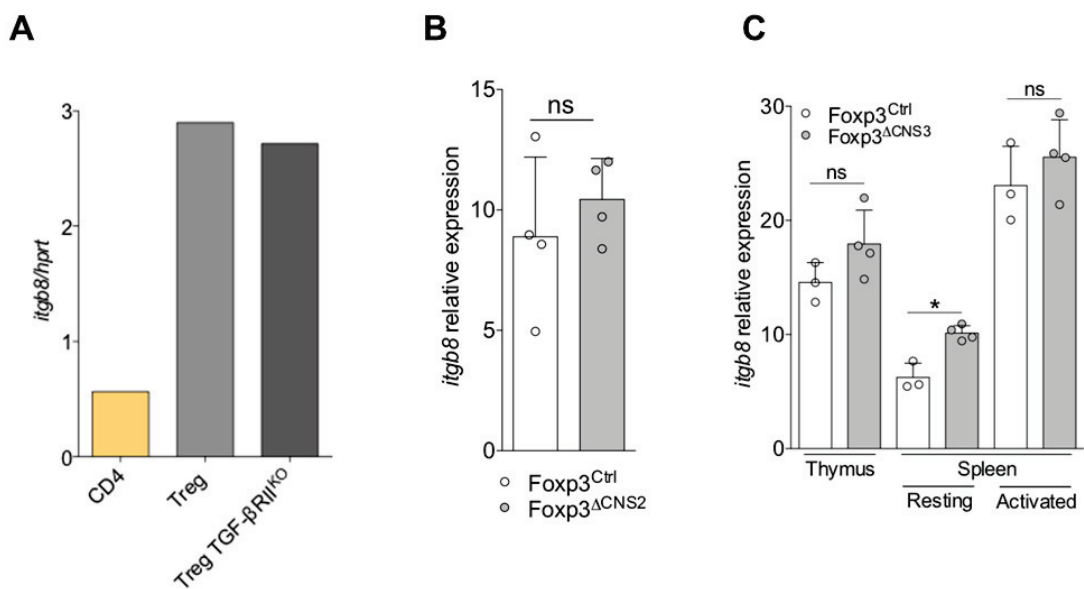 A
itgb8/hprt
3
2
1
0
CD4
Treg
Treg TGF-βRII^KO
B
itgb8 relative expression
15
10
5
0
ns
Foxp3^Ctrl
Foxp3^ΔCNS2
C
itgb8 relative expression
30
20
10
0
Foxp3^Ctrl
Foxp3^ΔCNS3
ns
*
ns
Thymus
Spleen
Resting
Activated